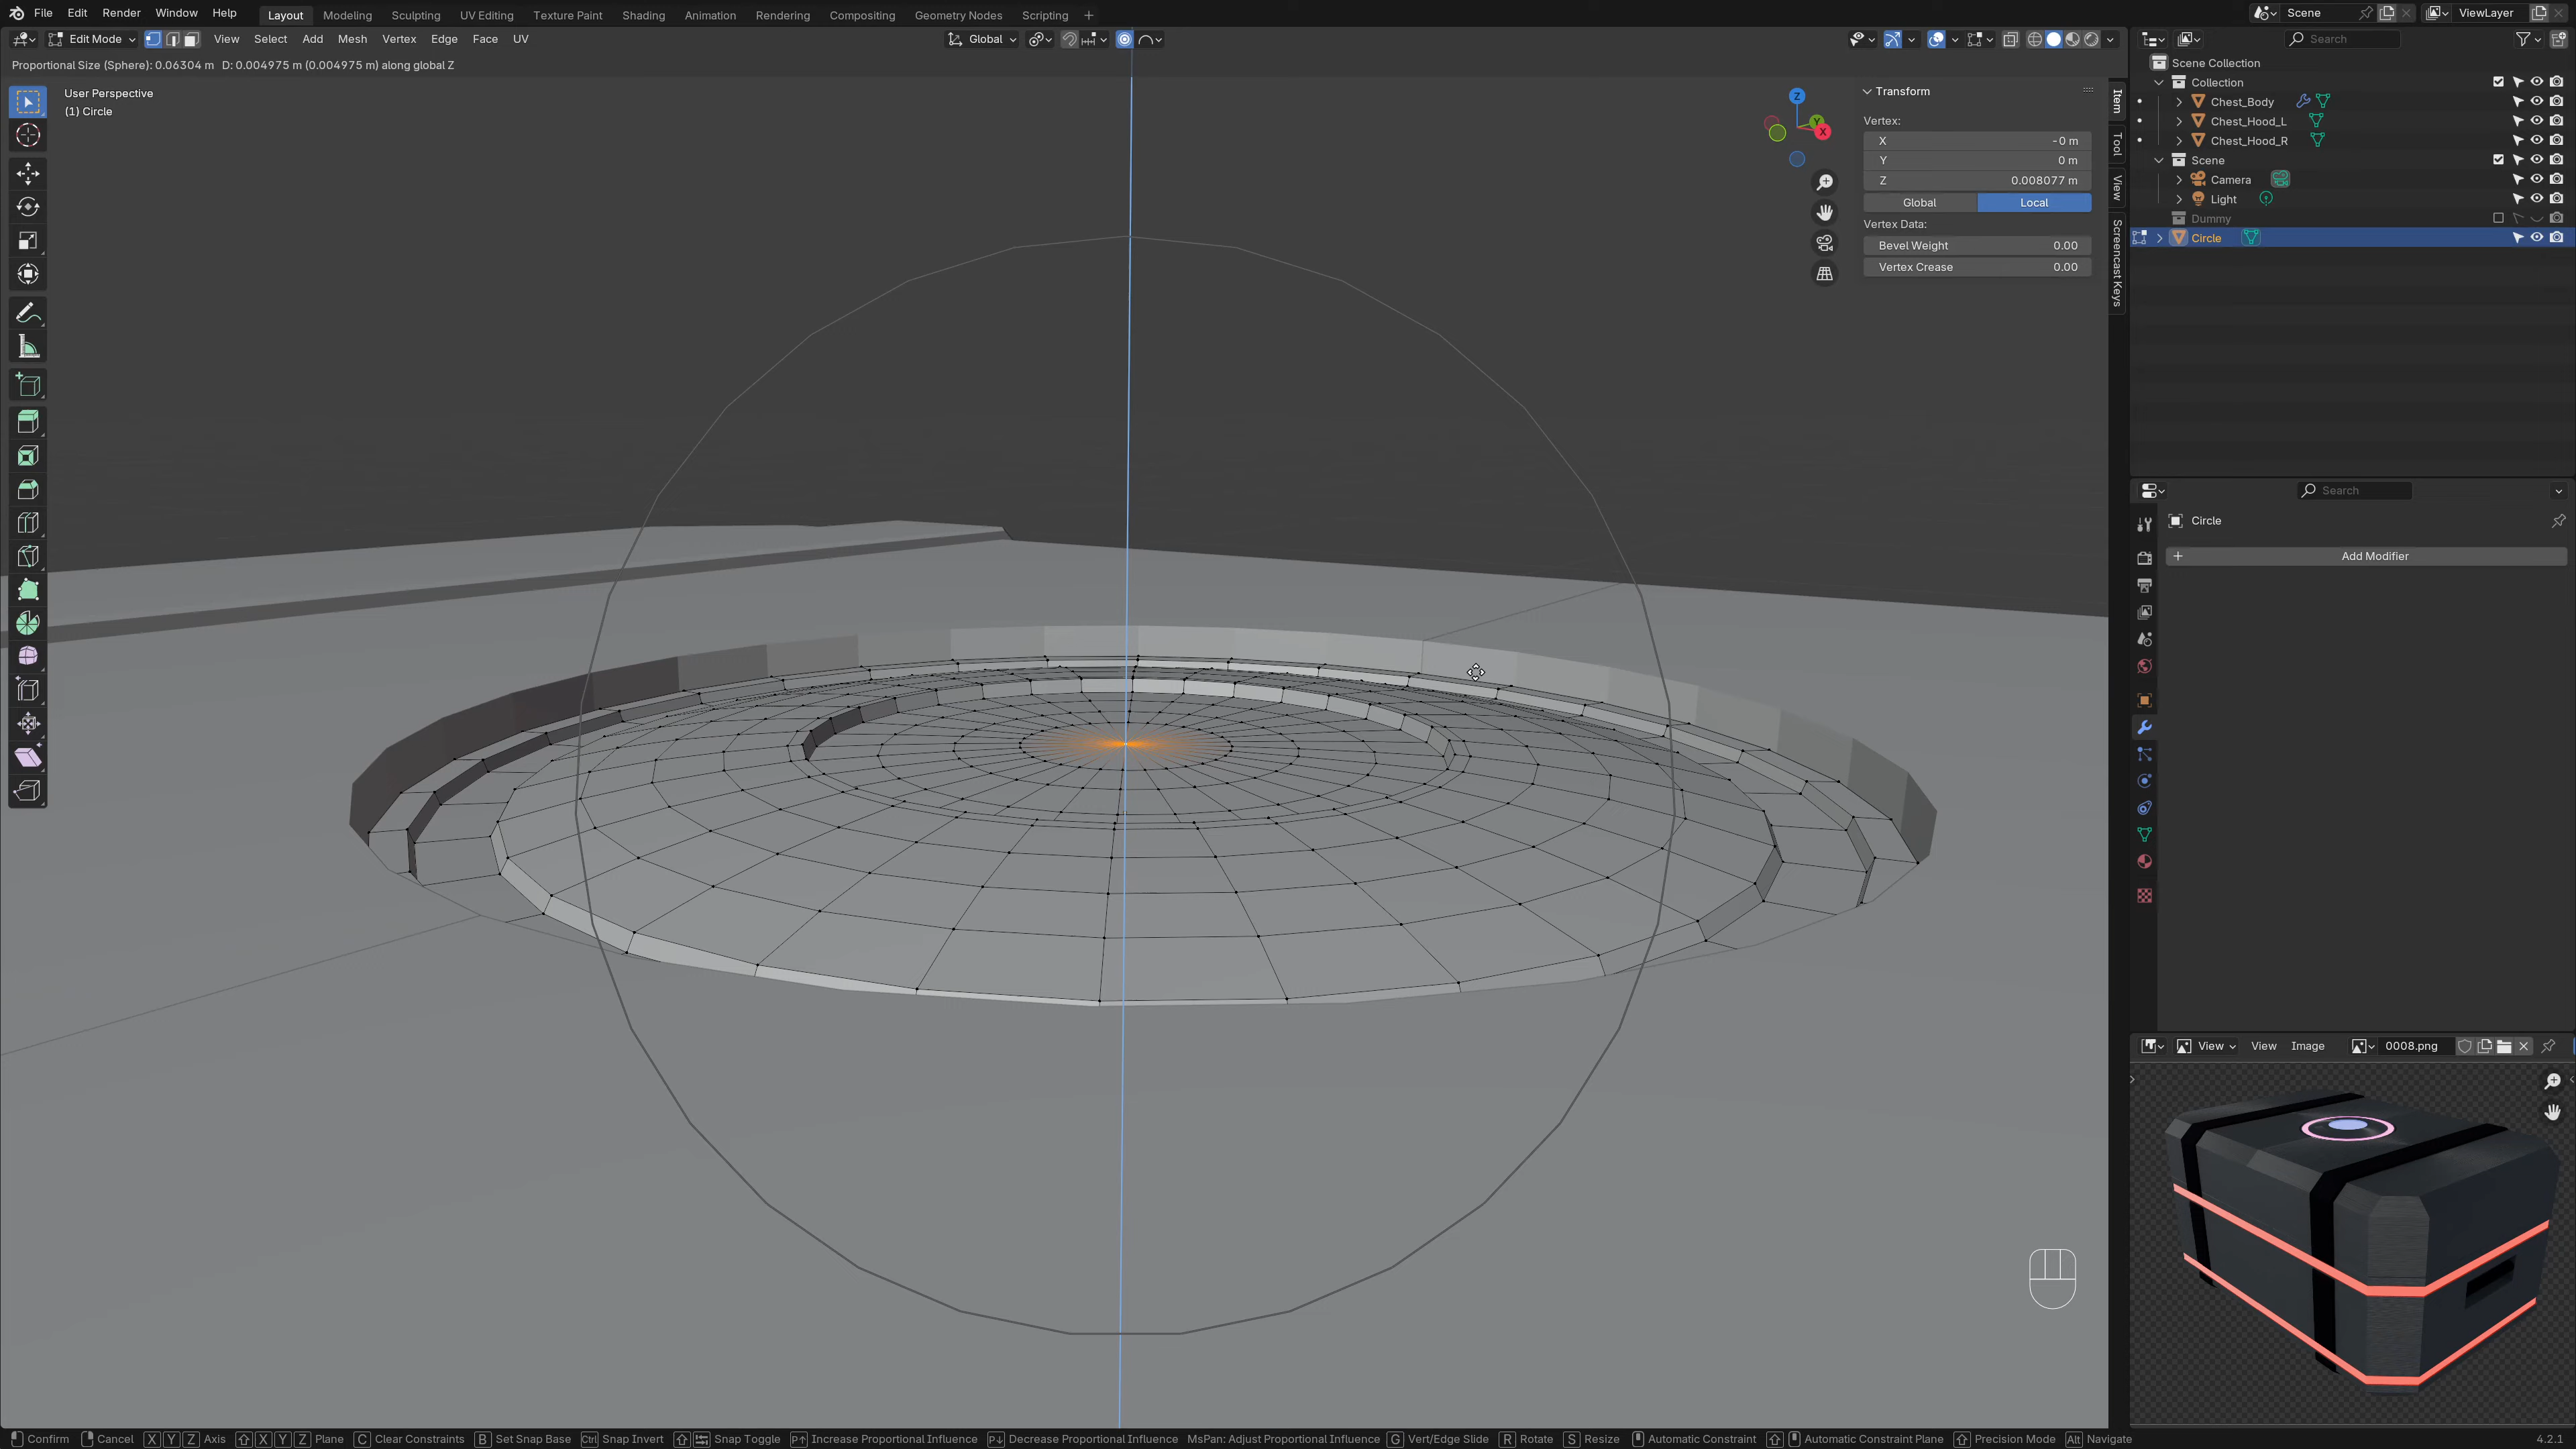 File Edit Render Window Help Layout Modeling Sculpting UV Editing Texture Paint Shading Animation Rendering Compositing Geometry Nodes Scripting + Scene ViewLayer
Edit Mode View Select Add Mesh Vertex Edge Face UV Global Search
Proportional Size (Sphere): 0.06304 m D: 0.004975 m (0.004975 m) along global Z
User Perspective
(1) Circle
Z
Y
X
Transform
Vertex:
X -0 m
Y 0 m
Z 0.008077 m
Global Local
Vertex Data:
Bevel Weight 0.00
Vertex Crease 0.00
Item
Tool
View
Screencast Keys
Scene Collection
Collection
Chest_Body
Chest_Hood_L
Chest_Hood_R
Scene
Camera
Light
Dummy
Circle
Search
Circle
+ Add Modifier
View View Image 0008.png
Confirm Cancel X Y Z Axis X Y Z Plane C Clear Constraints B Set Snap Base Ctrl Snap Invert Snap Toggle P Increase Proportional Influence P Decrease Proportional Influence MsPan: Adjust Proportional Influence G Vert/Edge Slide R Rotate S Resize Automatic Constraint Automatic Constraint Plane Precision Mode Alt Navigate 4.2.1